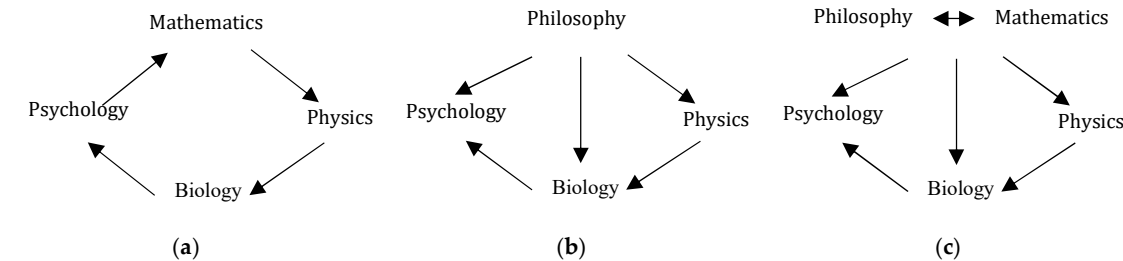 Mathematics
Psychology
Physics
Biology
(a)
Philosophy
Psychology
Physics
Biology
(b)
Philosophy Mathematics
Psychology
Physics
Biology
(c)